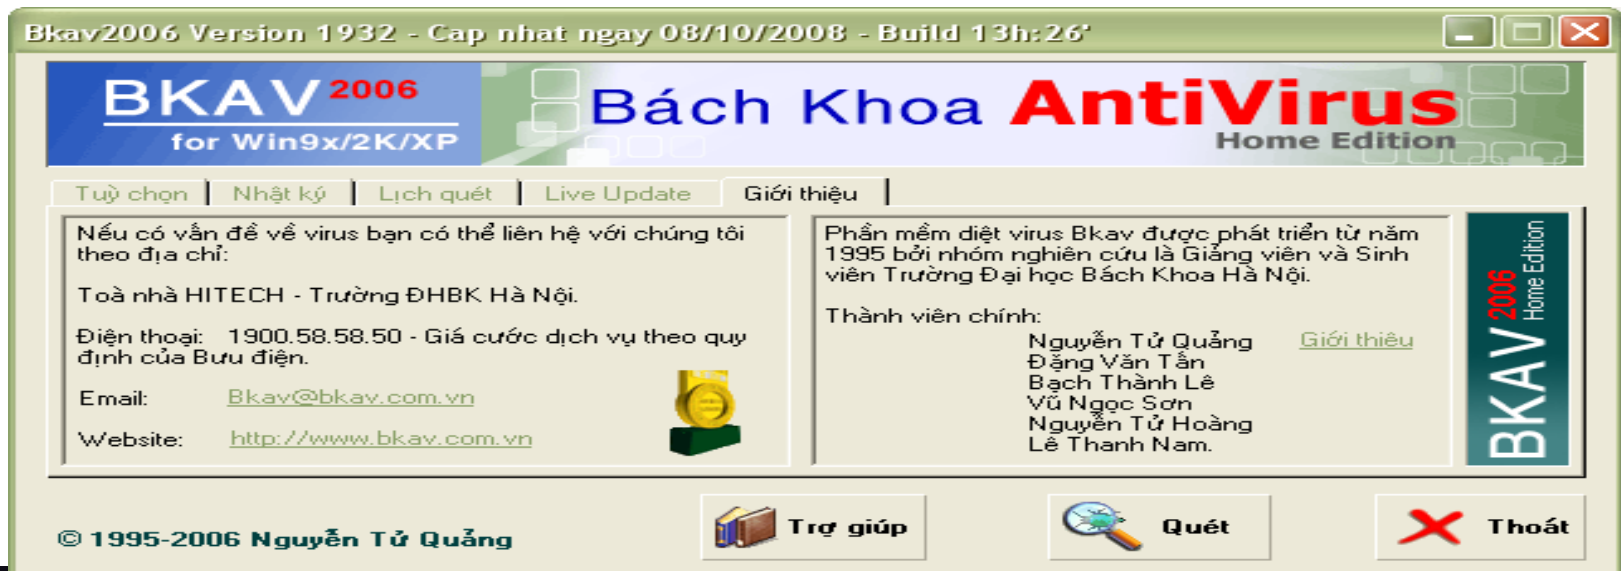 Bkav2006 Version 1932 - Cap nhat ngay 08/10/2008 - Build 13h:26'
BKAV 2006
for Win9x/2K/XP
Bách Khoa AntiVirus
Home Edition
Tuỳ chọn
Nhật ký
Lịch quét
Live Update
Giới thiệu
Nếu có vấn đề về virus bạn có thể liên hệ với chúng tôi
theo địa chỉ:
Toà nhà HITECH - Trường ĐHBK Hà Nội.
Điện thoại: 1900.58.58.50 - Giá cước dịch vụ theo quy
định của Bưu điện.
Email: Bkav@bkav.com.vn
Website: http://www.bkav.com.vn
Phần mềm diệt virus Bkav được phát triển từ năm
1995 bởi nhóm nghiên cứu là Giảng viên và Sinh
viên Trường Đại học Bách Khoa Hà Nội.
Thành viên chính:
Nguyễn Tử Quảng
Giới thiệu
Đặng Văn Tấn
Bạch Thành Lê
Vũ Ngọc Sơn
Nguyễn Tử Hoàng
Lê Thanh Nam.
BKAV 2006
Home Edition
© 1995-2006 Nguyễn Tử Quảng
Trợ giúp
Quét
Thoát